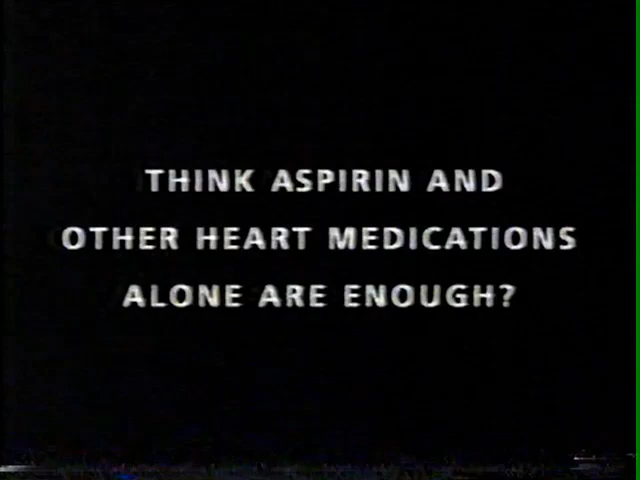 THINK ASPIRIN AND
OTHER HEART MEDICATIONS
ALONE ARE ENOUGH?